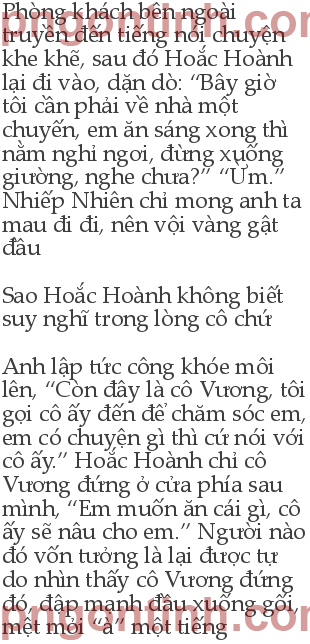 Phòng khách bên ngoài
truyền đến tiếng nói chuyện
khe khẽ, sau đó Hoắc Hoành
lại đi vào, dặn dò: “Bây giờ
tôi cần phải về nhà một
chuyến, em ăn sáng xong thì
nằm nghỉ ngơi, đừng xuống
giường, nghe chưa?” “Ừm.”
Nhiếp Nhiên chỉ mong anh ta
mau đi đi, nên vội vàng gật
đầu
Sao Hoắc Hoành không biết
suy nghĩ trong lòng cô chứ
Anh lập tức công khóe môi
lên, “Còn đây là cô Vương, tôi
gọi cô ấy đến để chăm sóc em,
em có chuyện gì thì cứ nói với
cô ấy.” Hoắc Hoành chỉ cô
Vương đứng ở cửa phía sau
mình, “Em muốn ăn cái gì, cô
ấy sẽ nâu cho em.” Người nào
đó vốn tưởng là lại được tự
do nhìn thấy cô Vương đứng
đó, đập mạnh đầu xuống gối
mệt mỏi “à” một tiếng
pngominh.com
pngominh.com